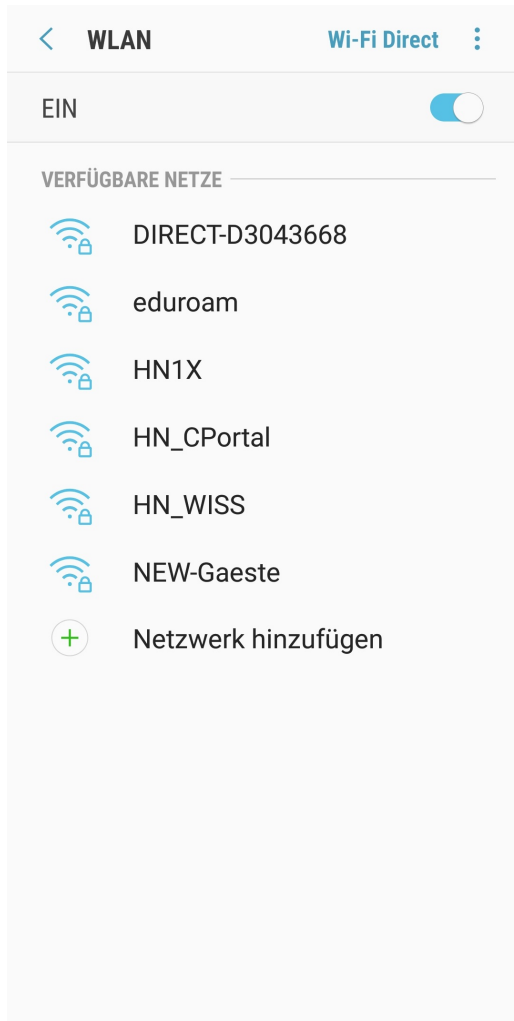 WLAN Wi-Fi Direct
EIN
VERFÜGBARE NETZE
DIRECT-D3043668
eduroam
HN1X
HN_CPortal
HN_WISS
NEW-Gaeste
Netzwerk hinzufügen